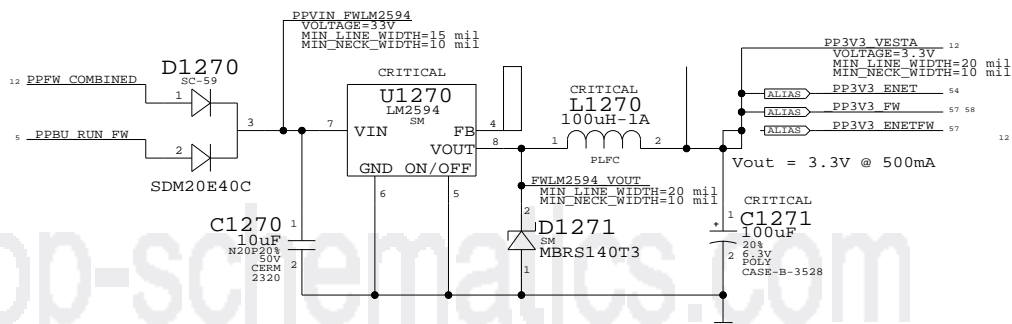 PPVIN_FWLM2594
VOLTAGE=33V
MIN_LINE_WIDTH=15 mil
MIN_NECK_WIDTH=10 mil
D1270
SC-59
12 PPFW_COMBINED
1
3
5 PPBU_RUN_FW
2
SDM20E40C
CRITICAL
U1270
LM2594
SM
7 VIN
FB 4
VOUT 8
GND ON/OFF
6 5
CRITICAL
L1270
100uH-1A
1 2
PLFC
PP3V3_VESTA 12
VOLTAGE=3.3V
MIN_LINE_WIDTH=20 mil
MIN_NECK_WIDTH=10 mil
ALIAS PP3V3_ENET 54
ALIAS PP3V3_FW 57 58
ALIAS PP3V3_ENETFW 57
12
Vout = 3.3V @ 500mA
FWLM2594_VOUT
MIN_LINE_WIDTH=20 mil
MIN_NECK_WIDTH=10 mil
C1270
10uF
N20P20%
50V
CERM
2320
1
2
2
D1271
SM
MBRS140T3
1
CRITICAL
1
+
C1271
100uF
20%
2 6.3V
POLY
CASE-B-3528
op-schematics.com